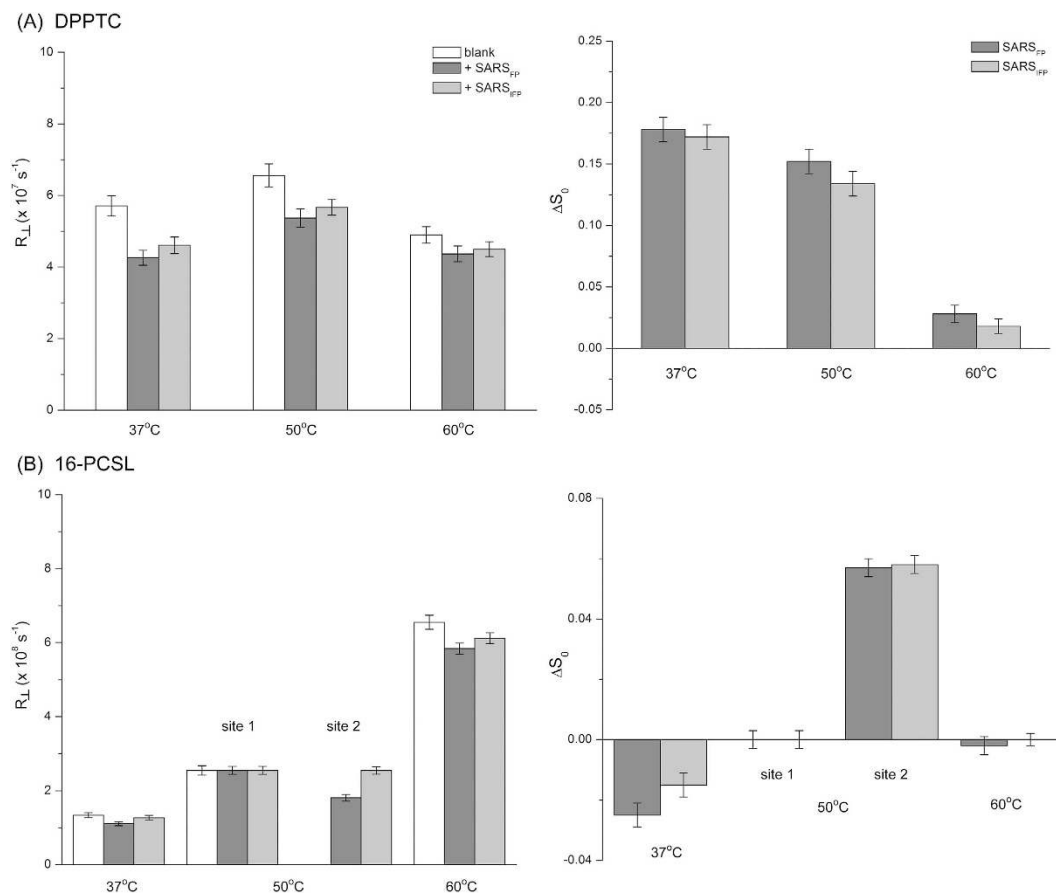 (A) DPPTC
10
8
6
4
2
0
R⊥ (x 10⁷ s⁻¹)
blank
+ SARS_FP
+ SARS_IFP
37°C
50°C
60°C
0.25
0.20
0.15
0.10
0.05
0.00
-0.05
ΔS₀
SARS_FP
SARS_IFP
37°C
50°C
60°C
(B) 16-PCSL
10
8
6
4
2
0
R⊥ (x 10⁸ s⁻¹)
site 1
site 2
37°C
50°C
60°C
0.08
0.04
0.00
-0.04
ΔS₀
site 1
site 2
50°C
60°C
37°C